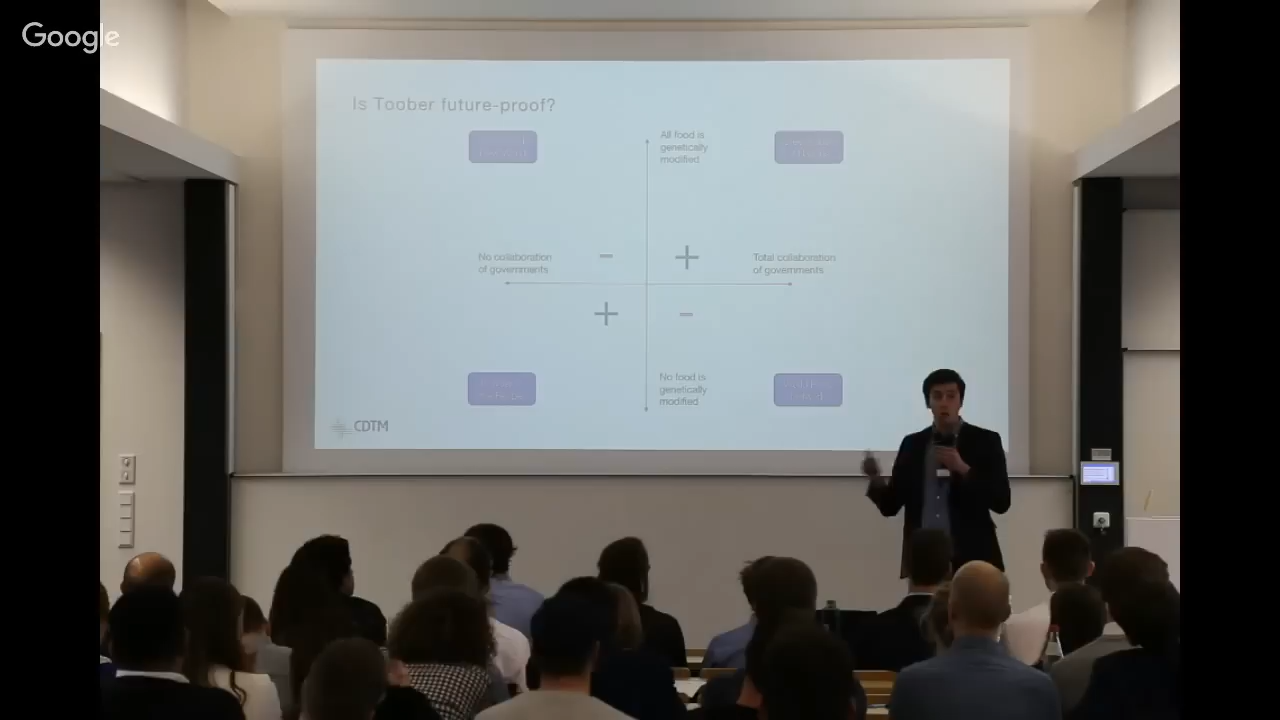 Google
Is Toober future-proof?
All food is
genetically
modified
No collaboration
of governments
−
+
Total collaboration
of governments
+
−
No food is
genetically
modified
CDTM